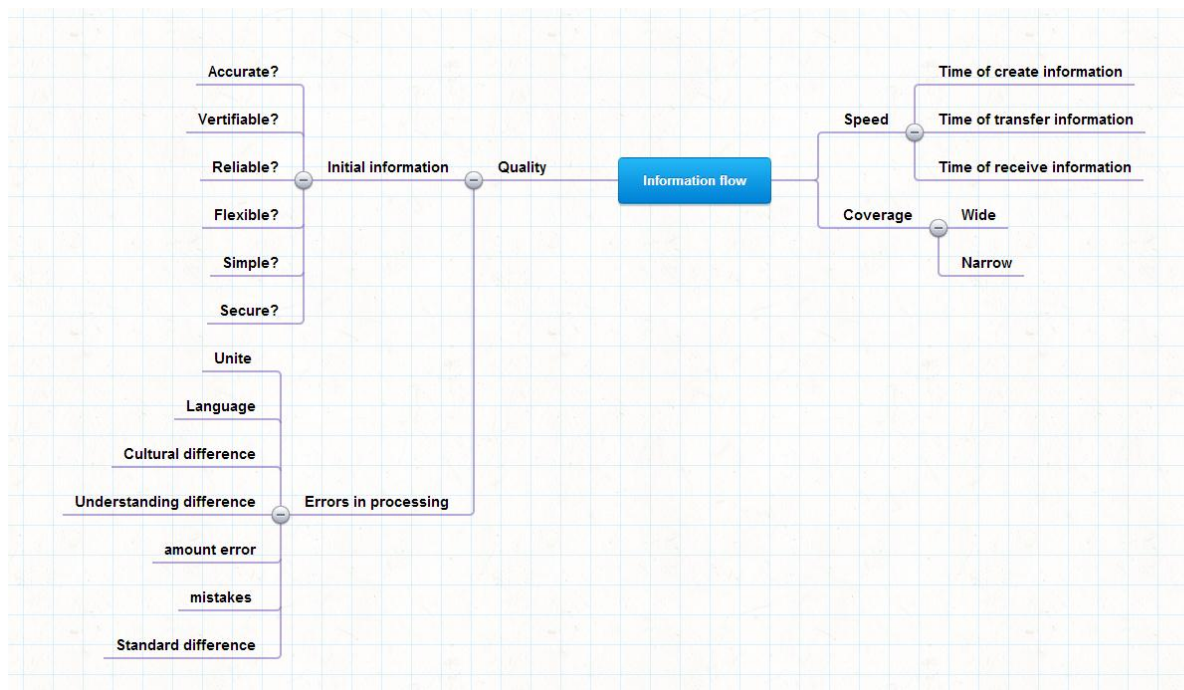 Accurate?
Vertifiable?
Reliable?
Flexible?
Simple?
Secure?
Initial information
Quality
Unite
Language
Cultural difference
Understanding difference
amount error
mistakes
Standard difference
Errors in processing
Information flow
Speed
Time of create information
Time of transfer information
Time of receive information
Coverage
Wide
Narrow